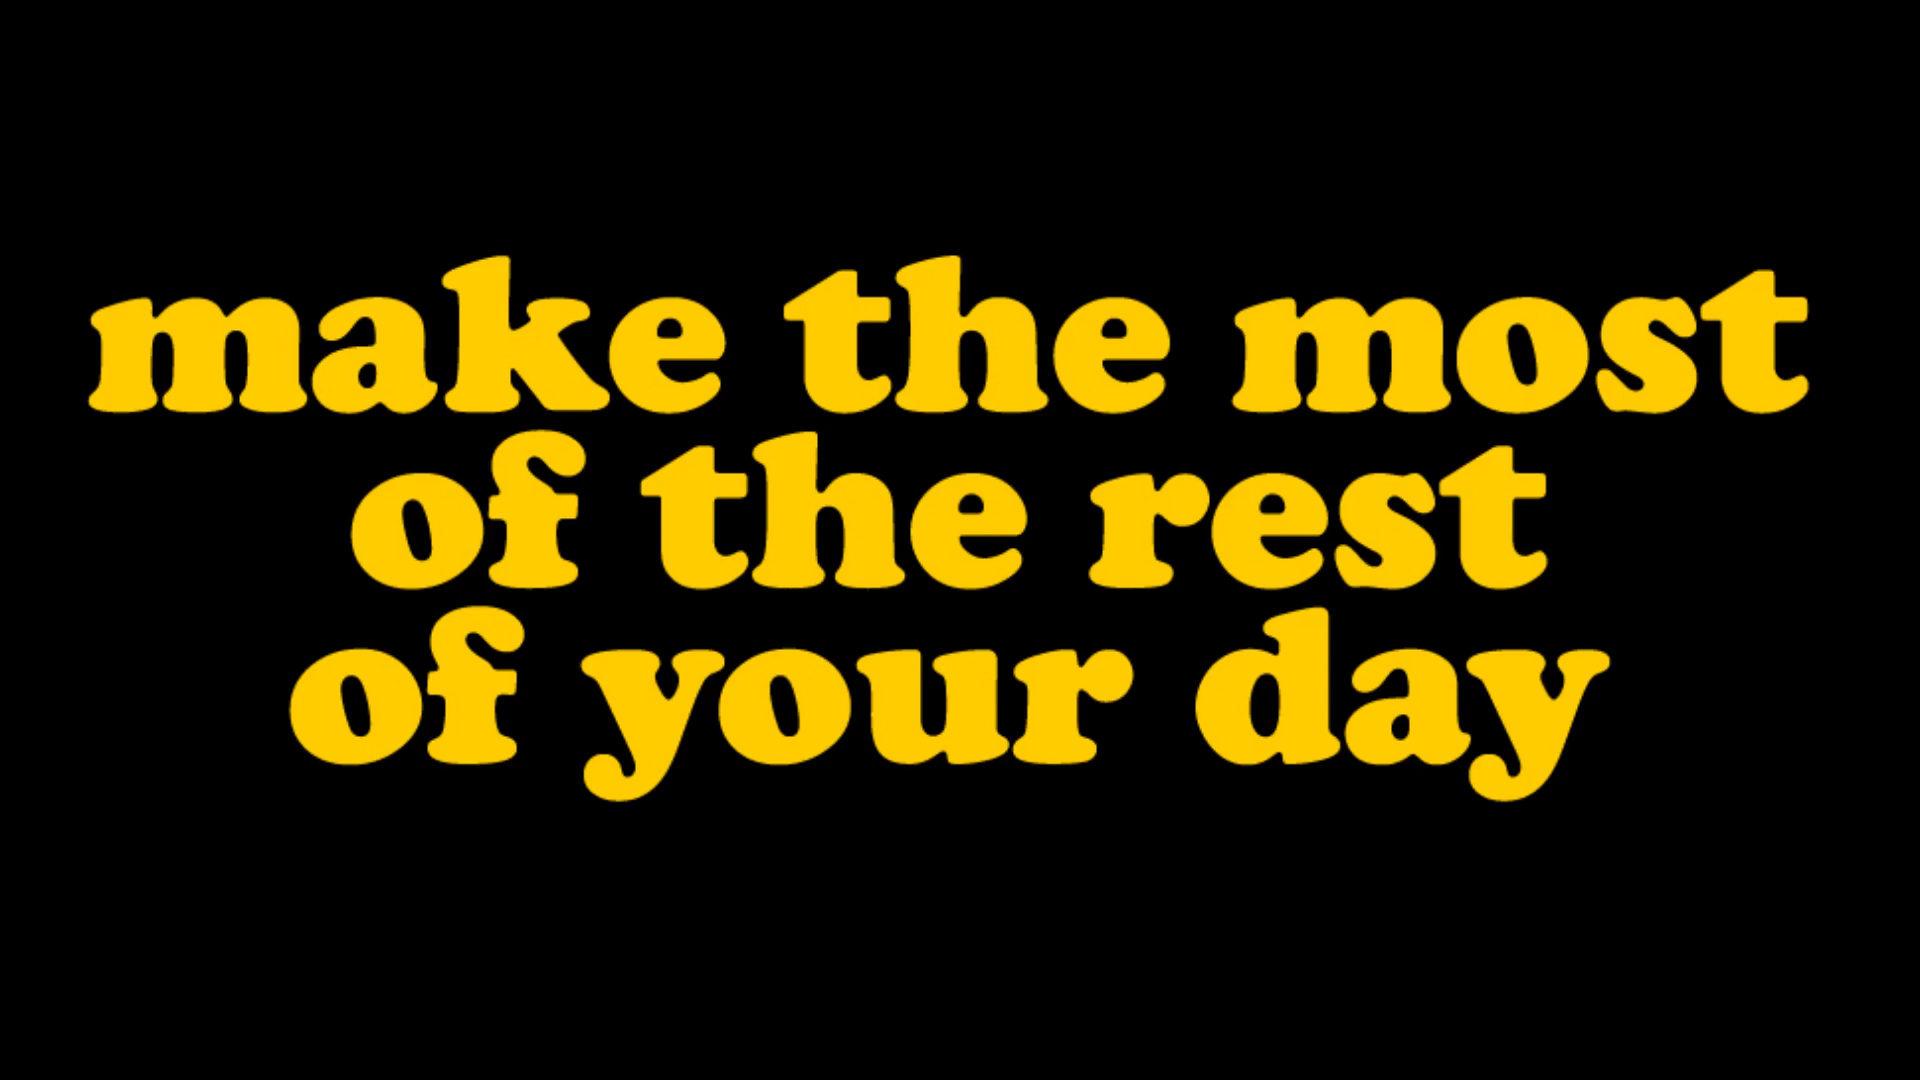 make the most
of the rest
of your day